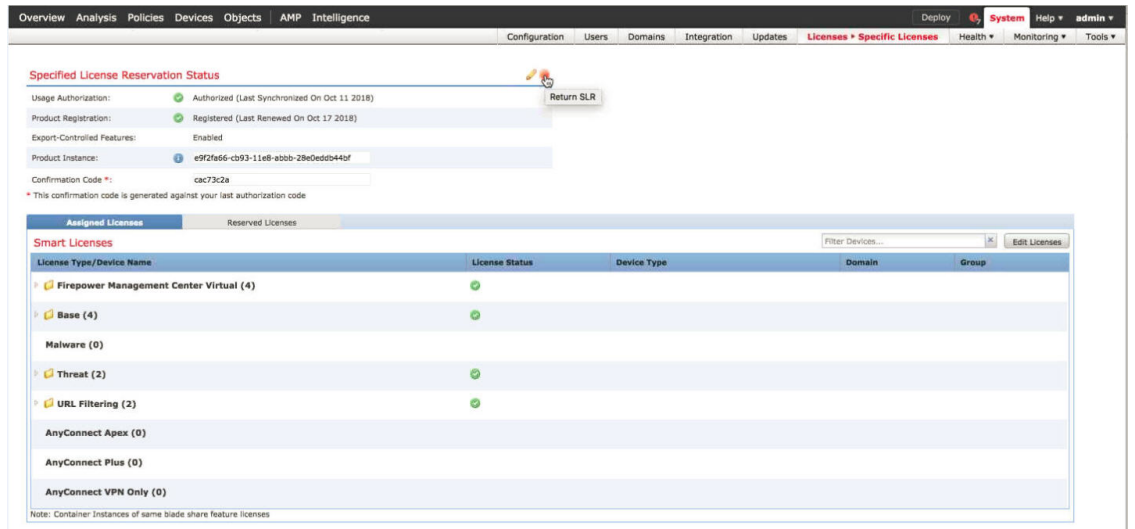 Overview Analysis Policies Devices Objects AMP Intelligence Deploy System Help ▾ admin ▾
Configuration Users Domains Integration Updates Licenses ▸ Specific Licenses Health ▾ Monitoring ▾ Tools ▾
Specified License Reservation Status
Return SLR
Usage Authorization: Authorized (Last Synchronized On Oct 11 2018)
Product Registration: Registered (Last Renewed On Oct 17 2018)
Export-Controlled Features: Enabled
Product Instance: e9f2fa66-cb93-11e8-abbb-28e0eddb44bf
Confirmation Code *: cac73c2a
* This confirmation code is generated against your last authorization code
Assigned Licenses Reserved Licenses
Smart Licenses Filter Devices... Edit Licenses
License Type/Device Name License Status Device Type Domain Group
Firepower Management Center Virtual (4)
Base (4)
Malware (0)
Threat (2)
URL Filtering (2)
AnyConnect Apex (0)
AnyConnect Plus (0)
AnyConnect VPN Only (0)
Note: Container Instances of same blade share feature licenses